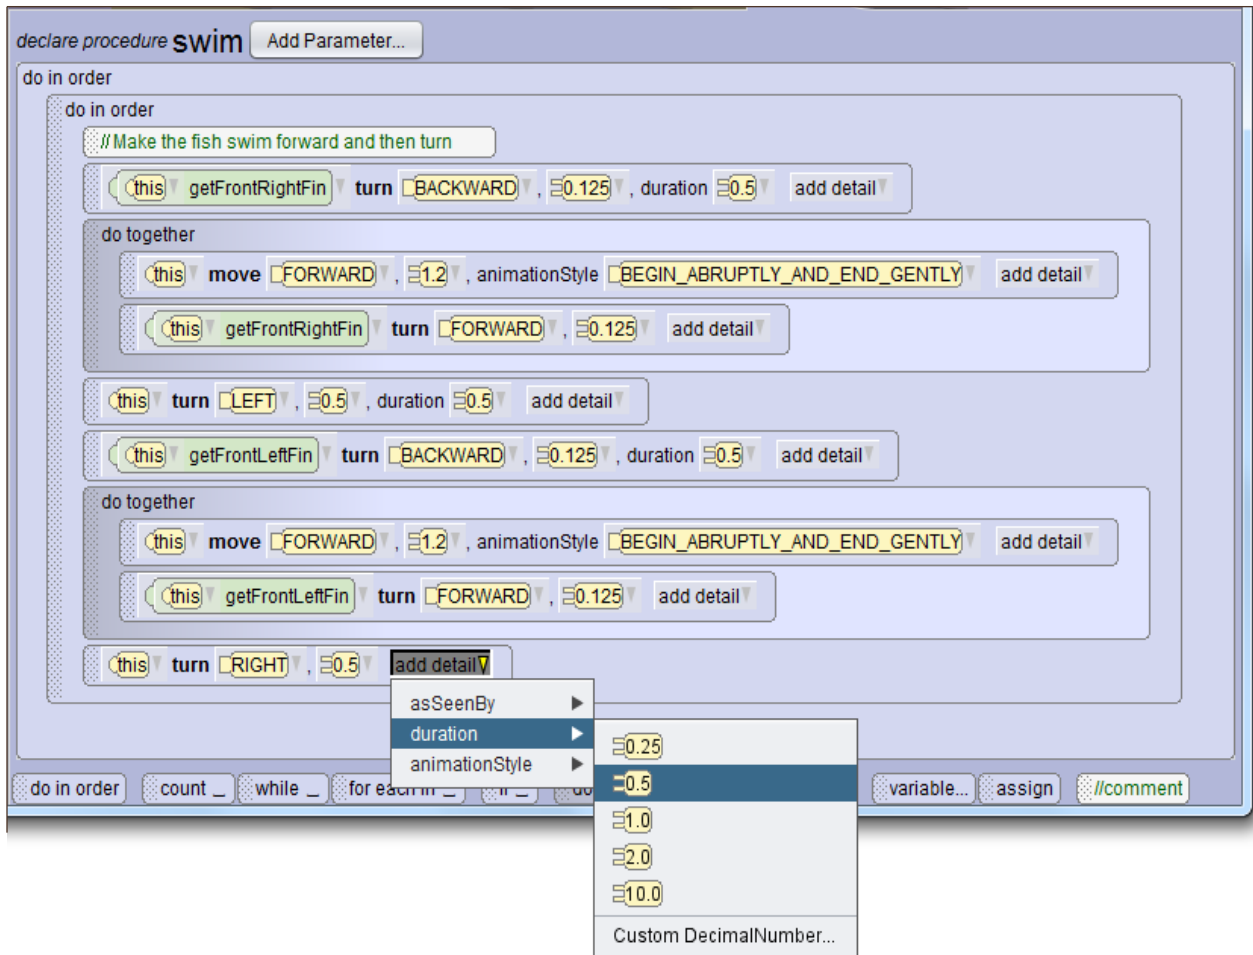 declare procedure swim Add Parameter...
do in order
do in order
//Make the fish swim forward and then turn
this getFrontRightFin turn BACKWARD , 0.125 , duration 0.5 add detail
do together
this move FORWARD , 1.2 , animationStyle BEGIN_ABRUPTLY_AND_END_GENTLY add detail
this getFrontRightFin turn FORWARD , 0.125 add detail
this turn LEFT , 0.5 , duration 0.5 add detail
this getFrontLeftFin turn BACKWARD , 0.125 , duration 0.5 add detail
do together
this move FORWARD , 1.2 , animationStyle BEGIN_ABRUPTLY_AND_END_GENTLY add detail
this getFrontLeftFin turn FORWARD , 0.125 add detail
this turn RIGHT , 0.5 add detail
asSeenBy
duration
animationStyle
0.25
0.5
1.0
2.0
10.0
Custom DecimalNumber...
do in order count _ while _ for each in _ variable... assign //comment